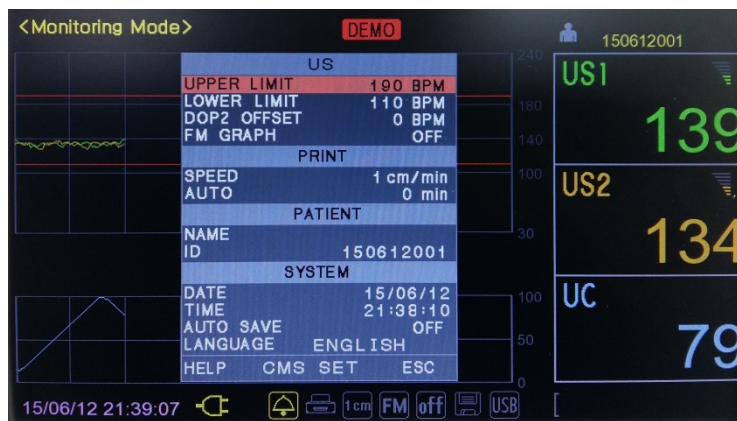 <Monitoring Mode>
DEMO
150612001
US
UPPER LIMIT 190 BPM
LOWER LIMIT 110 BPM
DOP2 OFFSET 0 BPM
FM GRAPH OFF
PRINT
SPEED 1 cm/min
AUTO 0 min
PATIENT
NAME
ID 150612001
SYSTEM
DATE 15/06/12
TIME 21:38:10
AUTO SAVE OFF
LANGUAGE ENGLISH
HELP CMS SET ESC
240
180
140
100
30
100
50
0
US1
139
US2
134
UC
79
15/06/12 21:39:07
1cm
FM
off
USB
[